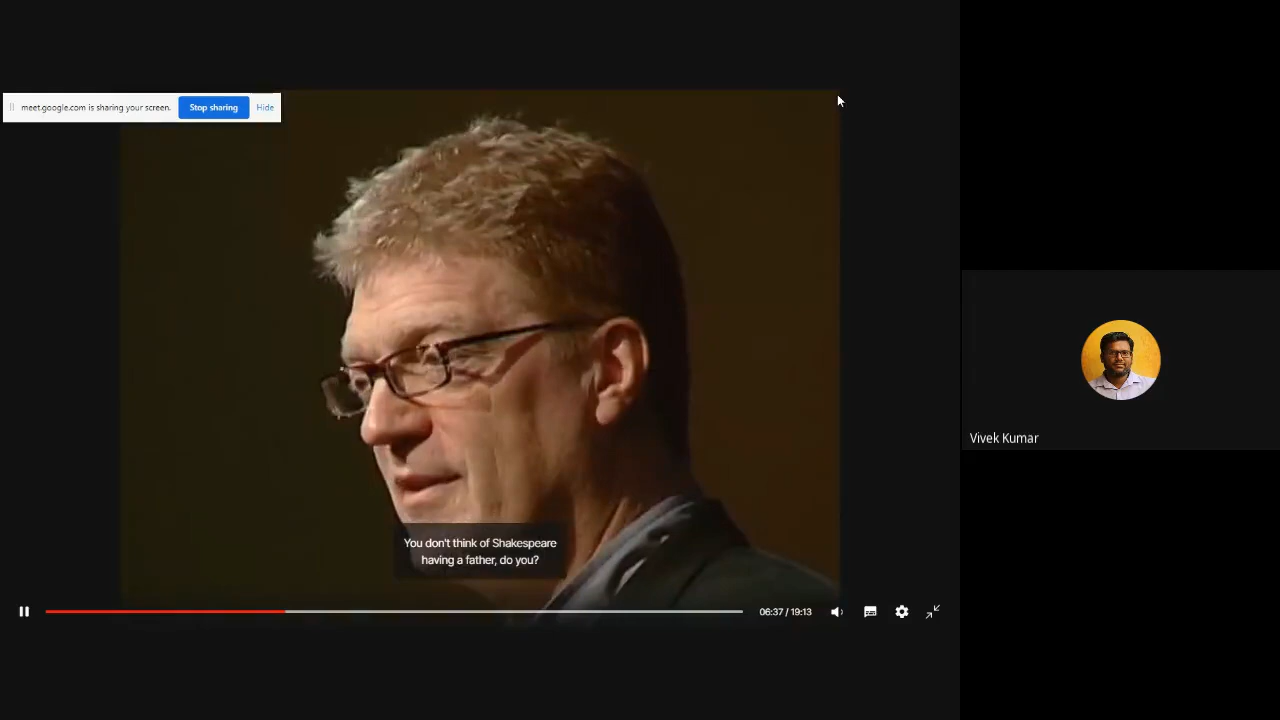 meet.google.com is sharing your screen.
Stop sharing
Hide
You don't think of Shakespeare
having a father, do you?
06:37 / 19:13
Vivek Kumar